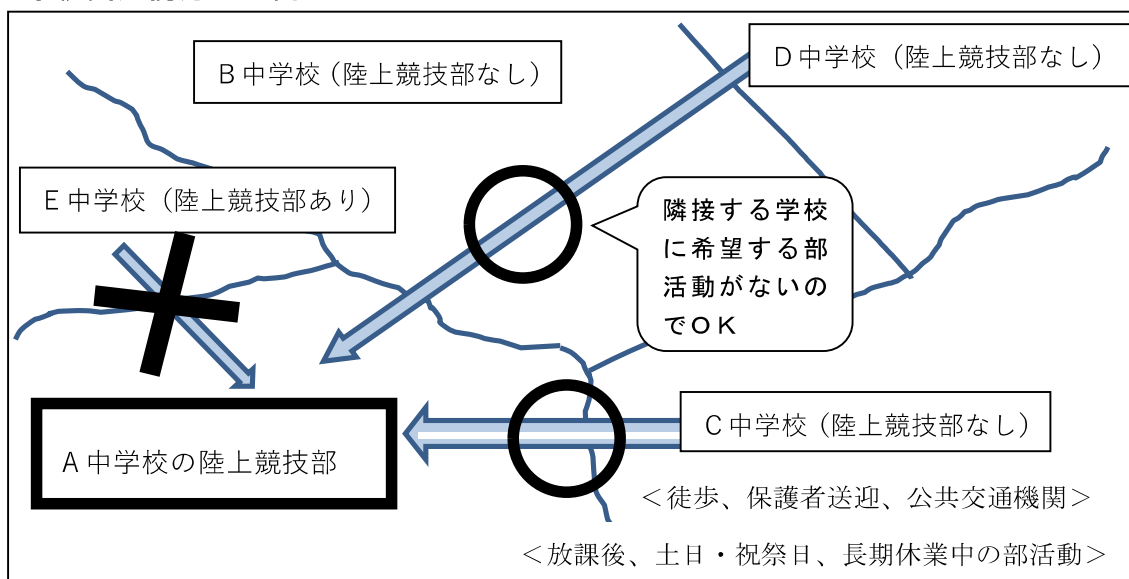 B中学校（陸上競技部なし）
D中学校（陸上競技部なし）
E中学校（陸上競技部あり）
隣接する学校
に希望する部
活動がないの
でOK
C中学校（陸上競技部なし）
A中学校の陸上競技部
＜徒歩、保護者送迎、公共交通機関＞
＜放課後、土日・祝祭日、長期休業中の部活動＞